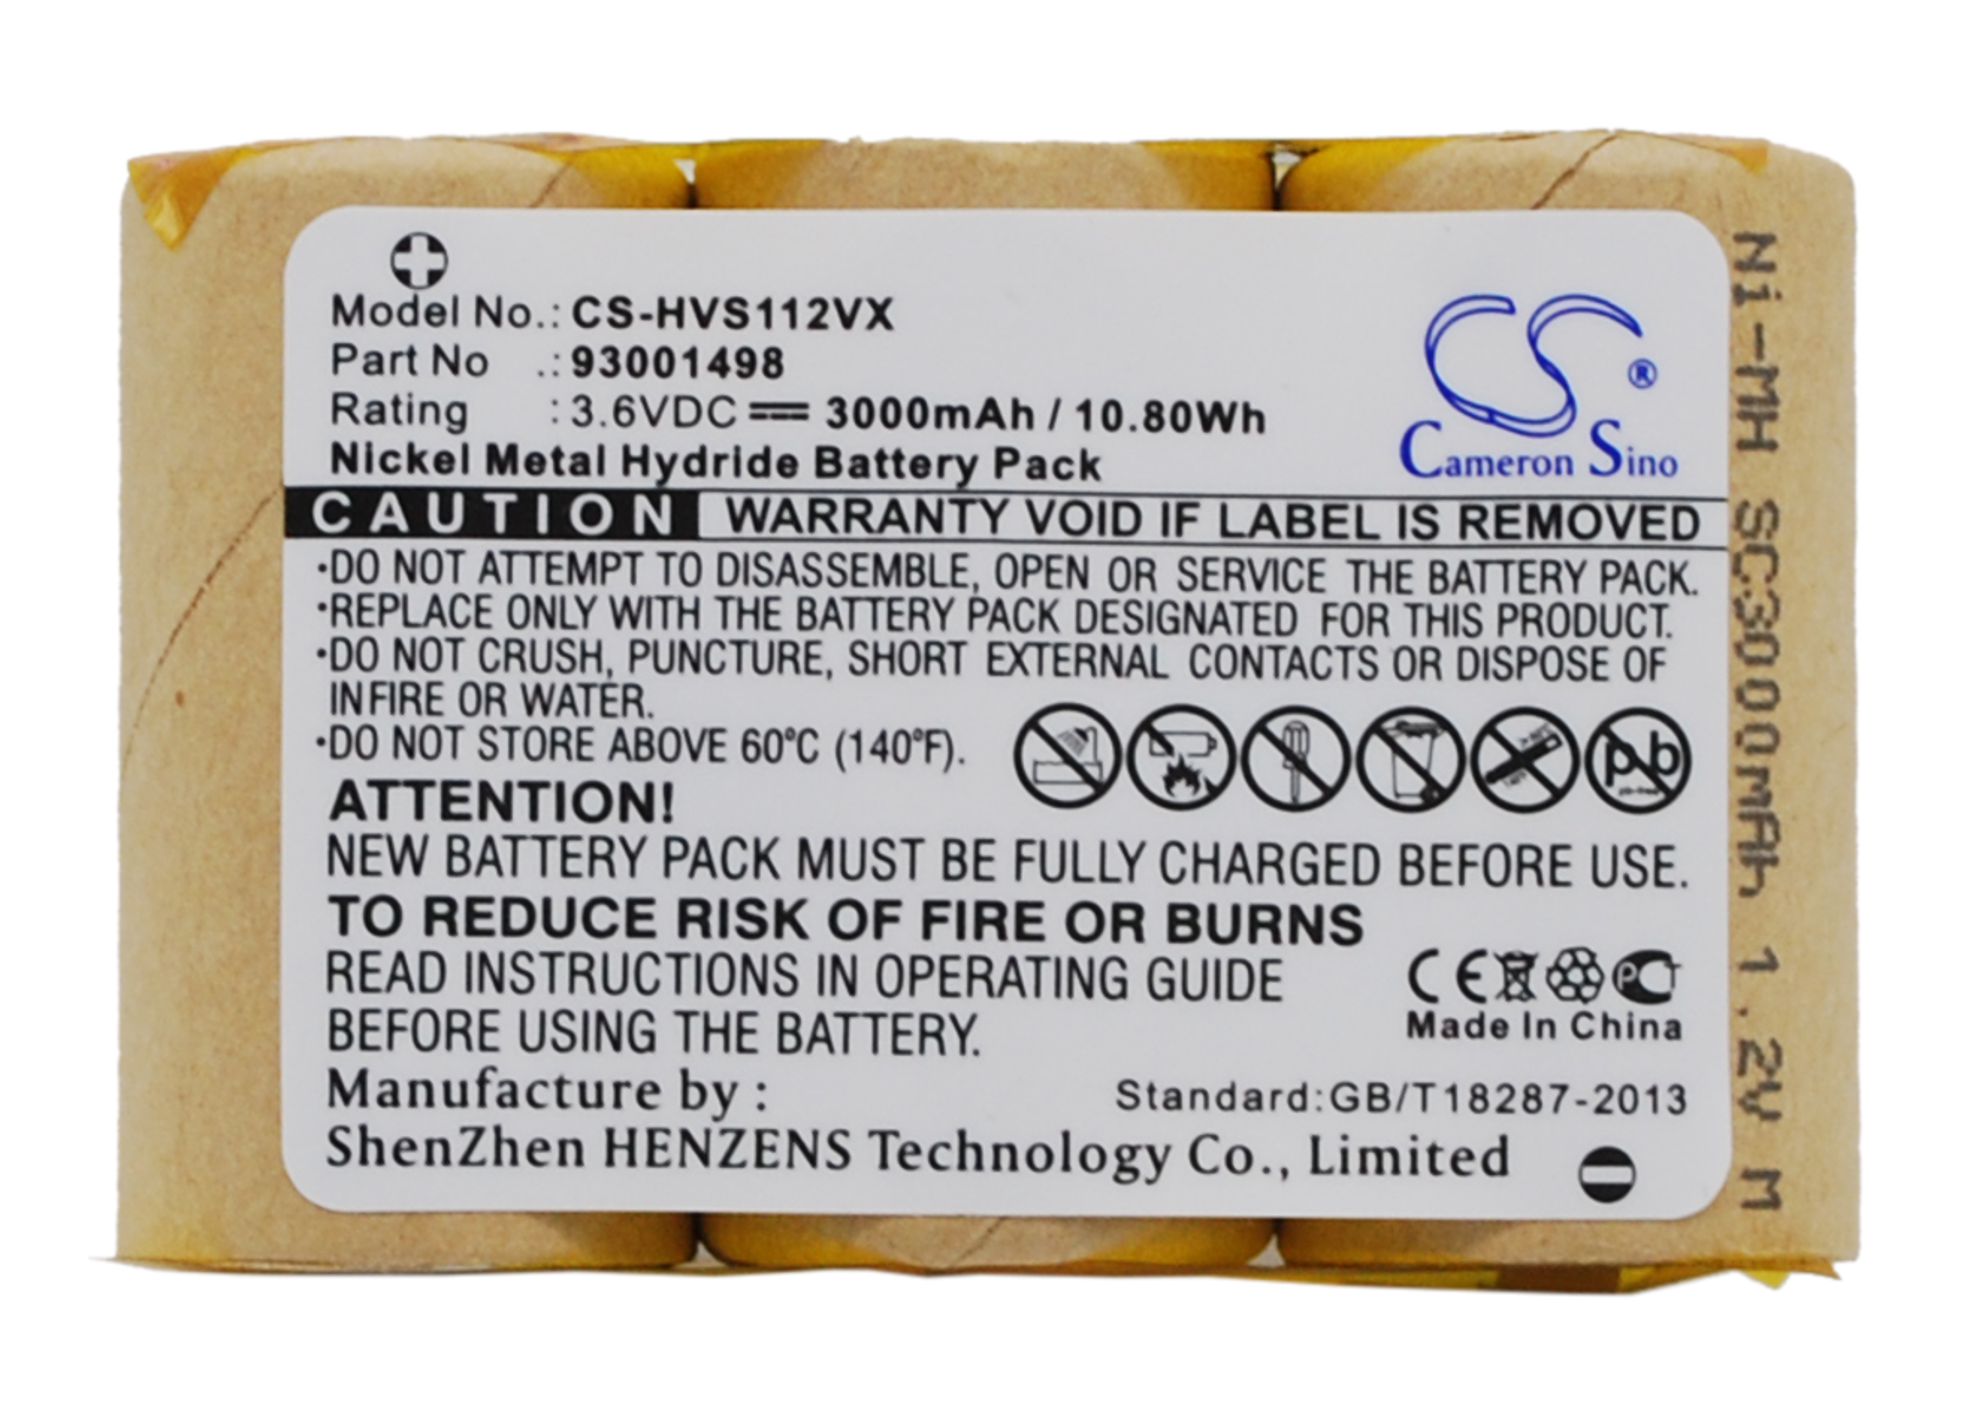 Model No.: CS-HVS112VX
Part No .: 93001498
Rating : 3.6VDC 3000mAh / 10.80Wh
Nickel Metal Hydride Battery Pack
CS®
Cameron Sino
CAUTION WARRANTY VOID IF LABEL IS REMOVED
·DO NOT ATTEMPT TO DISASSEMBLE, OPEN OR SERVICE THE BATTERY PACK.
·REPLACE ONLY WITH THE BATTERY PACK DESIGNATED FOR THIS PRODUCT.
·DO NOT CRUSH, PUNCTURE, SHORT EXTERNAL CONTACTS OR DISPOSE OF
IN FIRE OR WATER.
·DO NOT STORE ABOVE 60°C (140°F).
pb
ATTENTION!
NEW BATTERY PACK MUST BE FULLY CHARGED BEFORE USE.
TO REDUCE RISK OF FIRE OR BURNS
READ INSTRUCTIONS IN OPERATING GUIDE
BEFORE USING THE BATTERY.
CE PCT
Made In China
Manufacture by :
Standard:GB/T18287-2013
ShenZhen HENZENS Technology Co., Limited
Ni-MH SC3000mAh 1.2V M